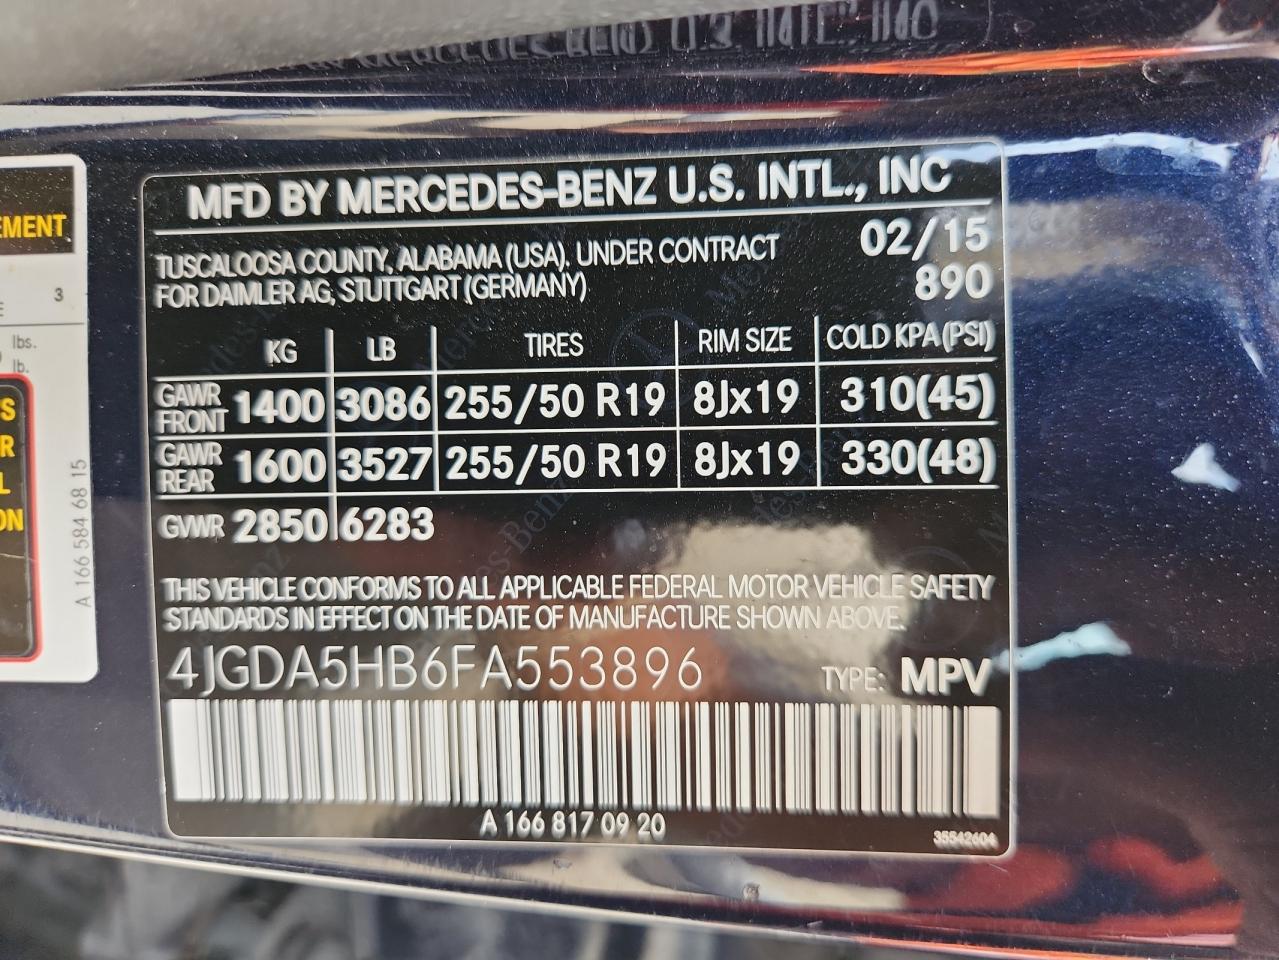 MFD BY MERCEDES-BENZ U.S. INTL., INC
TUSCALOOSA COUNTY, ALABAMA (USA), UNDER CONTRACT
FOR DAIMLER AG, STUTTGART (GERMANY)
02/15
890
KG LB TIRES RIM SIZE COLD KPA (PSI)
GAWR FRONT 1400 3086 255/50 R19 8Jx19 310(45)
GAWR REAR 1600 3527 255/50 R19 8Jx19 330(48)
GVWR 2850 6283
THIS VEHICLE CONFORMS TO ALL APPLICABLE FEDERAL MOTOR VEHICLE SAFETY
STANDARDS IN EFFECT ON THE DATE OF MANUFACTURE SHOWN ABOVE.
4JGDA5HB6FA553896 TYPE: MPV
A 166 817 09 20
35542604
EMENT
3
lbs.
lb.
A 166 584 68 15